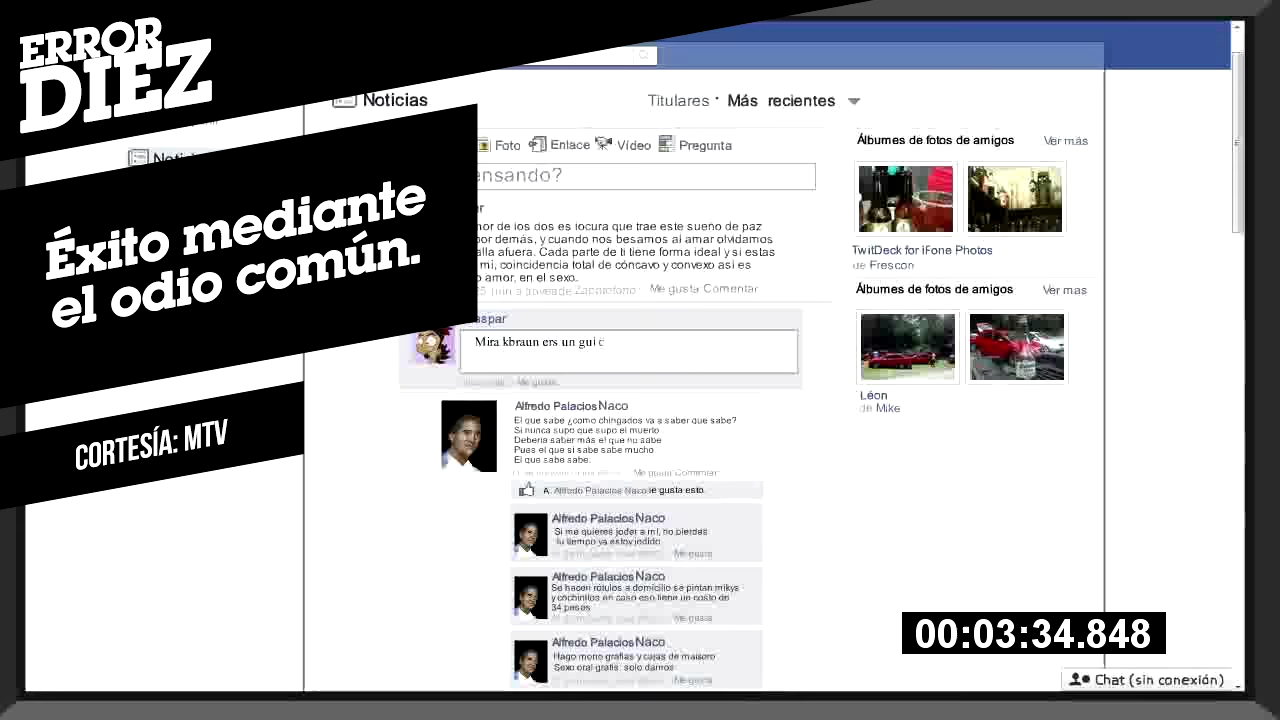 ERROR
DIEZ
Noticias
Titulares · Más recientes
Foto Enlace Vídeo Pregunta
Álbumes de fotos de amigos Ver más
ensando?
Éxito mediante
el odio común.
mor de los dos es locura que trae este sueño de paz
por demás, y cuando nos besamos al amar olvidamos
alla afuera. Cada parte de ti tiene forma ideal y si estas
mi, coincidencia total de cóncavo y convexo asi es
o amor, en el sexo.
Me gusta Comentar
TwitDeck for iFone Photos
de Frescon
Álbumes de fotos de amigos Ver mas
aspar
Mira kbraun ers un gui c
Me gusta
Léon
de Mike
CORTESÍA: MTV
Alfredo Palacios Naco
El que sabe ¿como chingados va a saber que sabe?
Si nunca supo que supo el muerto
Deberia saber más el que no sabe
Pues el que si sabe sabe mucho
El que sabe sabe.
Me gusta Comentar
A Alfredo Palacios Naco le gusta esto.
Alfredo Palacios Naco
Si me quieres joder a mi, no pierdas
tu tiempo ya estoy jodido
Me gusta
Alfredo Palacios Naco
Se hacen rotulos a domicilio se pintan mikys
y cochinillos en caso eso tiene un costo de
34 pesos
Me gusta
Alfredo Palacios Naco
Hago mono grafias y cajas de maisero
Sexo oral gratis. solo damos
Me gusta
00:03:34.848
Chat (sin conexión)